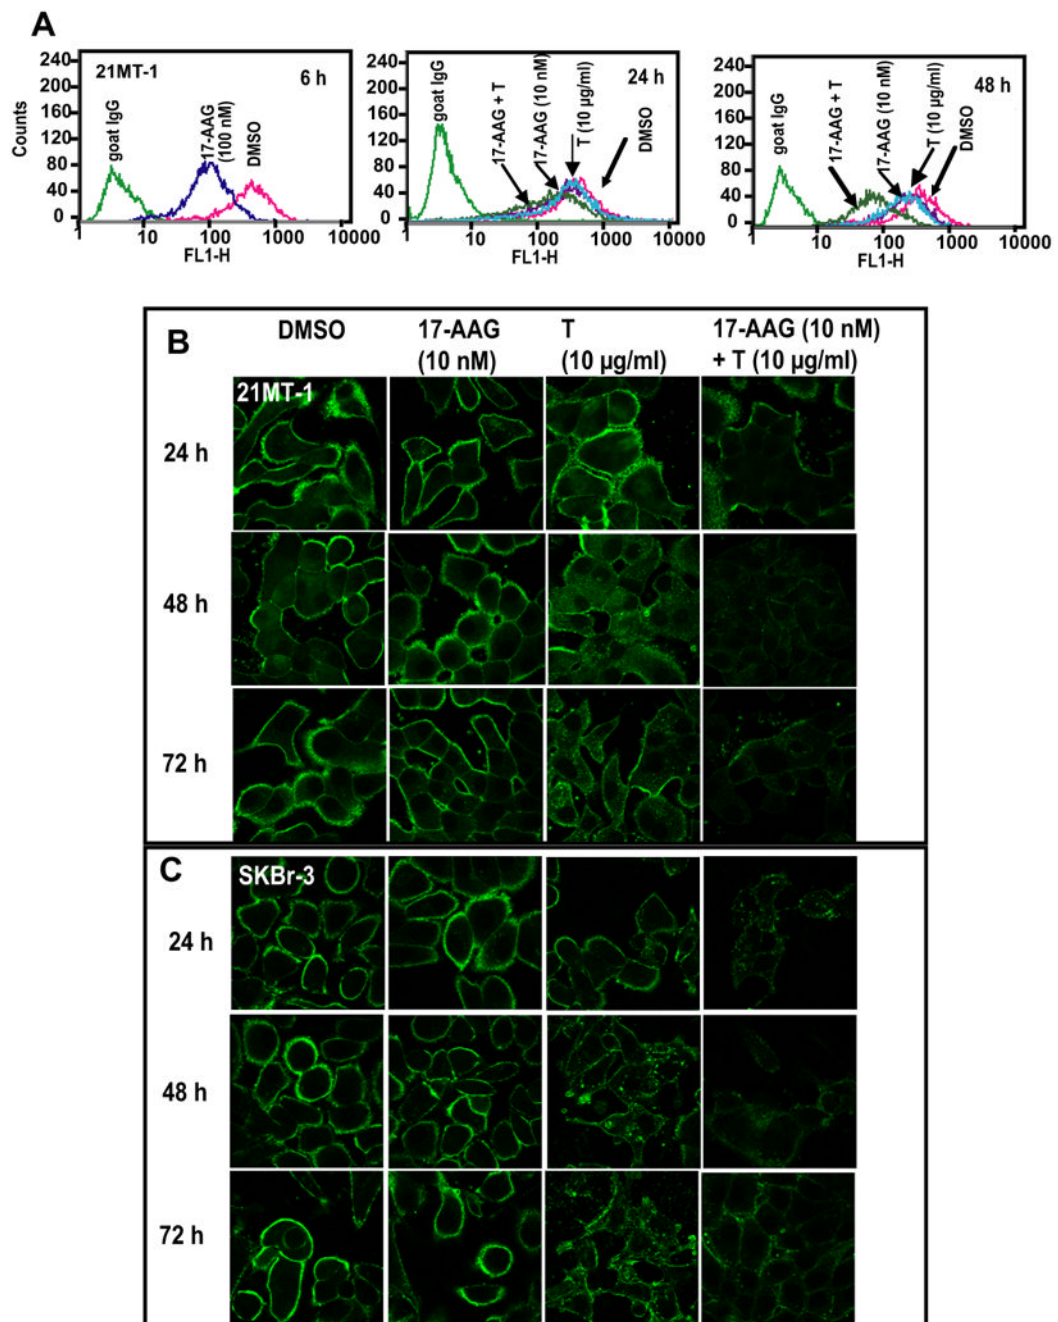 A
21MT-1
6 h
240
200
160
120
80
40
0
Counts
goat IgG
17-AAG
(100 nM)
DMSO
1 10 100 1000 10000
FL1-H
24 h
240
200
160
120
80
40
0
goat IgG
17-AAG + T
17-AAG (10 nM)
T (10 µg/ml)
DMSO
1 10 100 1000 10000
FL1-H
48 h
240
200
160
120
80
40
0
goat IgG
17-AAG + T
17-AAG (10 nM)
T (10 µg/ml)
DMSO
1 10 100 1000 10000
FL1-H
B
DMSO
17-AAG
(10 nM)
T
(10 µg/ml)
17-AAG (10 nM)
+ T (10 µg/ml)
21MT-1
24 h
48 h
72 h
C
SKBr-3
24 h
48 h
72 h